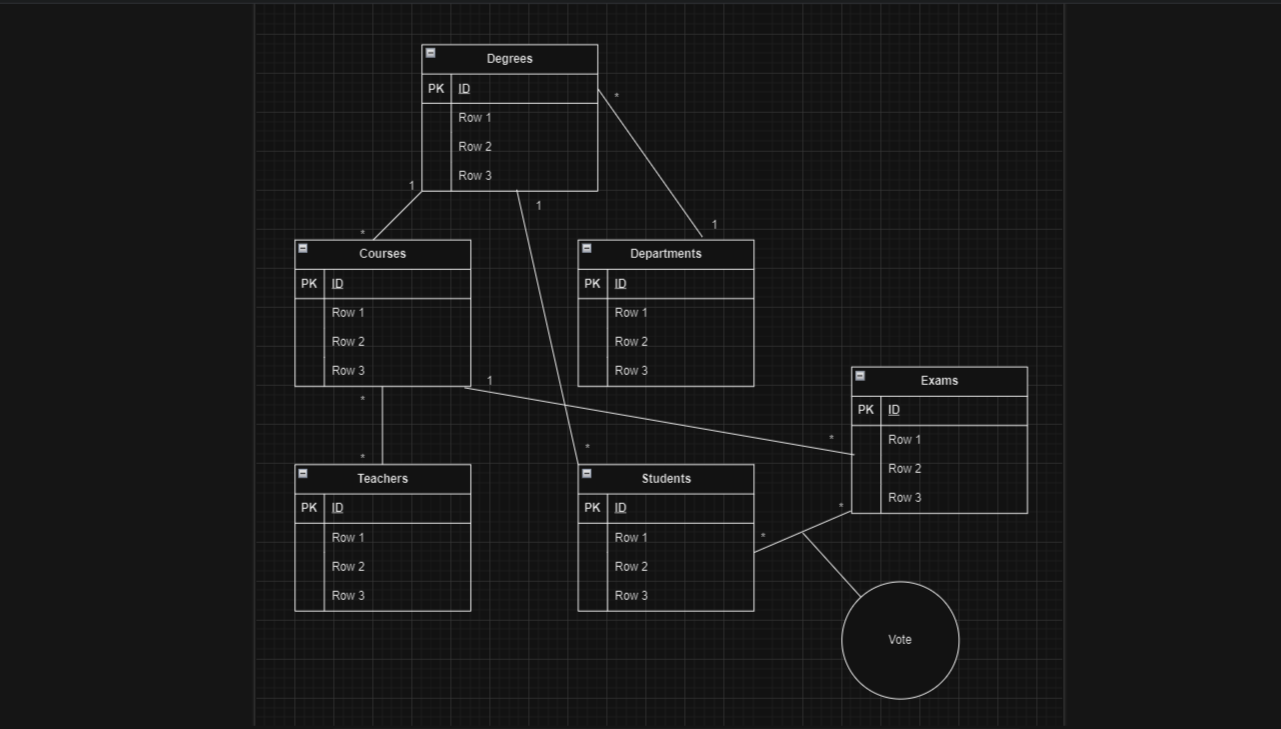 Degrees
PK ID
Row 1
Row 2
Row 3
*
1
1
1
*
Courses
PK ID
Row 1
Row 2
Row 3
Departments
PK ID
Row 1
Row 2
Row 3
1
*
*
*
*
Exams
PK ID
Row 1
Row 2
Row 3
Teachers
PK ID
Row 1
Row 2
Row 3
Students
PK ID
Row 1
Row 2
Row 3
*
*
Vote